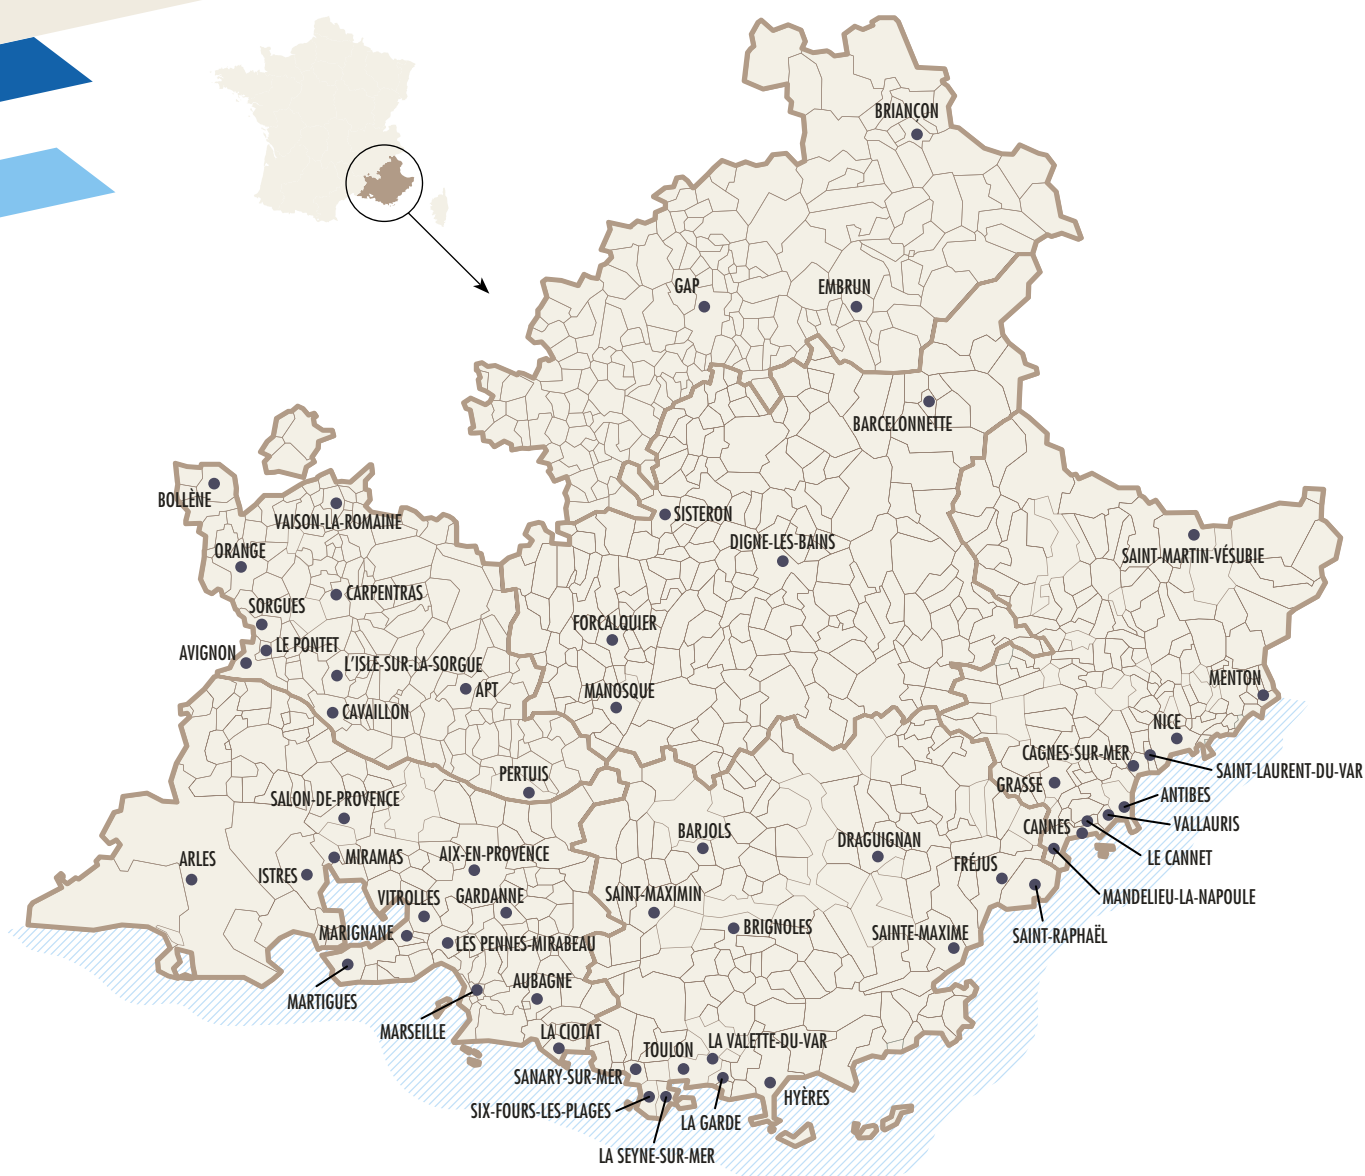 BRIANÇON
GAP
EMBRUN
BARCELONNETTE
BOLLÈNE
VAISON-LA-ROMAINE
SISTERON
ORANGE
DIGNE-LES-BAINS
SAINT-MARTIN-VÉSUBIE
CARPENTRAS
SORGUES
FORCALQUIER
LE PONTET
AVIGNON
L'ISLE-SUR-LA-SORGUE
APT
MANOSQUE
MENTON
CAVAILLON
NICE
CAGNES-SUR-MER
SAINT-LAURENT-DU-VAR
PERTUIS
GRASSE
ANTIBES
SALON-DE-PROVENCE
VALLAURIS
BARJOLS
CANNES
DRAGUIGNAN
LE CANNET
ARLES
MIRAMAS
AIX-EN-PROVENCE
FRÉJUS
ISTRES
VITROLLES
GARDANNE
SAINT-MAXIMIN
MANDELIEU-LA-NAPOULE
BRIGNOLES
MARIGNANE
SAINTE-MAXIME
SAINT-RAPHAËL
LES PENNES-MIRABEAU
AUBAGNE
MARTIGUES
MARSEILLE
LA CIOTAT
LA VALETTE-DU-VAR
TOULON
SANARY-SUR-MER
HYÈRES
SIX-FOURS-LES-PLAGES
LA GARDE
LA SEYNE-SUR-MER